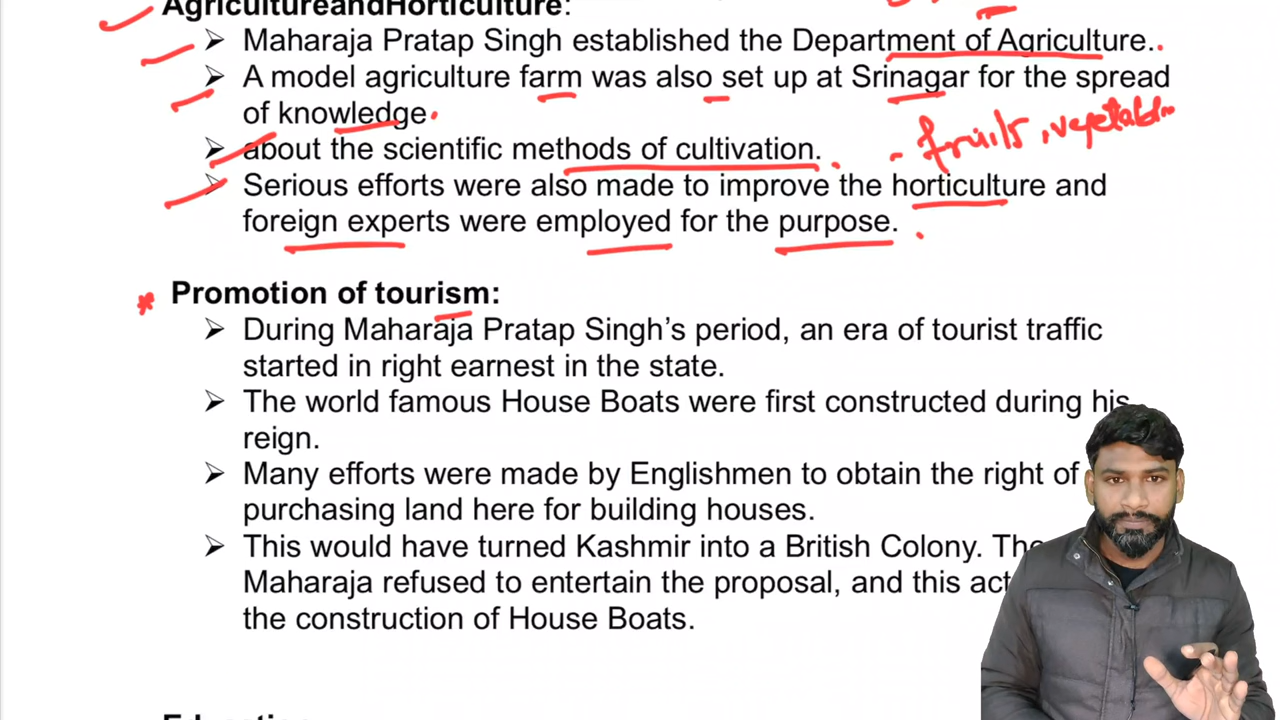 AgricultureandHorticulture:
➢ Maharaja Pratap Singh established the Department of Agriculture..
➢ A model agriculture farm was also set up at Srinagar for the spread
of knowledge
➢ about the scientific methods of cultivation.
- fruits, vegetables
➢ Serious efforts were also made to improve the horticulture and
foreign experts were employed for the purpose.
* Promotion of tourism:
➢ During Maharaja Pratap Singh's period, an era of tourist traffic
started in right earnest in the state.
➢ The world famous House Boats were first constructed during his
reign.
➢ Many efforts were made by Englishmen to obtain the right of
purchasing land here for building houses.
➢ This would have turned Kashmir into a British Colony. The
Maharaja refused to entertain the proposal, and this act
the construction of House Boats.
Education